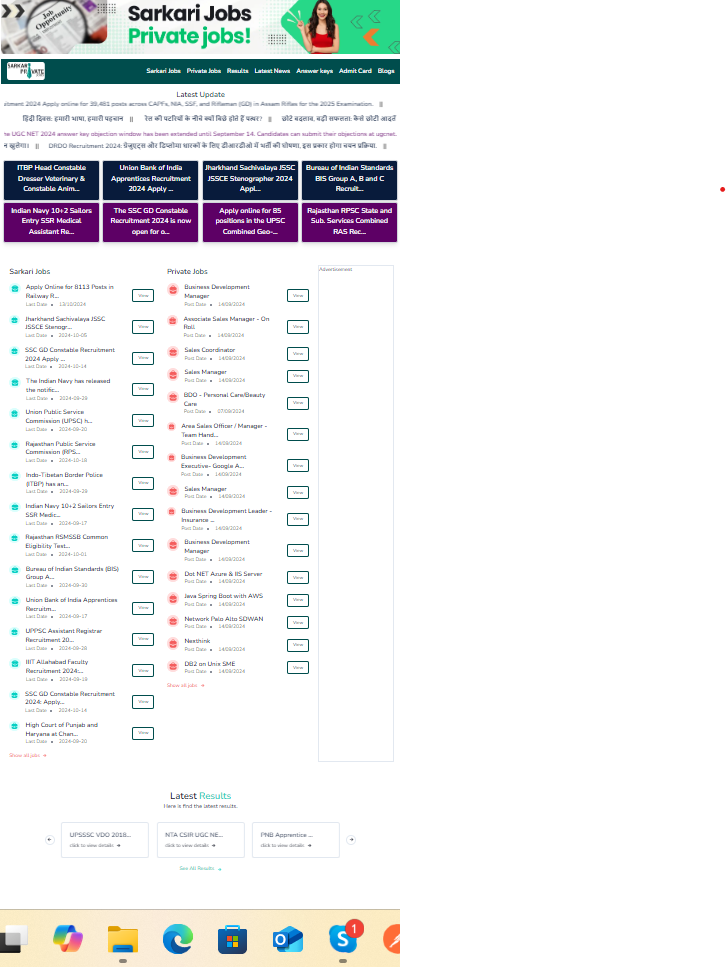 Job
Opportunity
Sarkari Jobs
Private jobs!
SARKARI
PRIVATE
Sarkari Jobs Private Jobs Results Latest News Answer keys Admit Card Blogs
Latest Update
itment 2024 Apply online for 39,481 posts across CAPFs, NIA, SSF, and Rifleman (GD) in Assam Rifles for the 2025 Examination. ||
हिंदी दिवस: हमारी भाषा, हमारी पहचान || रेल की पटरियों के नीचे क्यों बिछे होते हैं पत्थर? || छोटे बदलाव, बड़ी सफलता: कैसे छोटी आदतें
he UGC NET 2024 answer key objection window has been extended until September 14. Candidates can submit their objections at ugcnet.
न खुलेगा। || DRDO Recruitment 2024: ग्रेजुएट्स और डिप्लोमा धारकों के लिए डीआरडीओ में भर्ती की घोषणा, इस प्रकार होगा चयन प्रक्रिया. ||
ITBP Head Constable
Dresser Veterinary &
Constable Anim...
Union Bank of India
Apprentices Recruitment
2024 Apply ...
Jharkhand Sachivalaya JSSC
JSSCE Stenographer 2024
Appl...
Bureau of Indian Standards
BIS Group A, B and C
Recruit...
Indian Navy 10+2 Sailors
Entry SSR Medical
Assistant Re...
The SSC GD Constable
Recruitment 2024 is now
open for o...
Apply online for 85
positions in the UPSC
Combined Geo-...
Rajasthan RPSC State and
Sub. Services Combined
RAS Rec...
Sarkari Jobs
Apply Online For 8113 Posts in
Railway R...
Last Date • 13/10/2024
View
Jharkhand Sachivalaya JSSC
JSSCE Stenogr...
Last Date • 2024-10-05
View
SSC GD Constable Recruitment
2024 Apply ...
Last Date • 2024-10-14
View
The Indian Navy has released
the notific...
Last Date • 2024-09-29
View
Union Public Service
Commission (UPSC) h...
Last Date • 2024-09-20
View
Rajasthan Public Service
Commission (RPS...
Last Date • 2024-10-18
View
Indo-Tibetan Border Police
(ITBP) has an...
Last Date • 2024-09-29
View
Indian Navy 10+2 Sailors Entry
SSR Medic...
Last Date • 2024-09-17
View
Rajasthan RSMSSB Common
Eligibility Test...
Last Date • 2024-10-01
View
Bureau of Indian Standards (BIS)
Group A...
Last Date • 2024-09-30
View
Union Bank of India Apprentices
Recruitm...
Last Date • 2024-09-17
View
UPPSC Assistant Registrar
Recruitment 20...
Last Date • 2024-09-28
View
IIIT Allahabad Faculty
Recruitment 2024:...
Last Date • 2024-09-19
View
SSC GD Constable Recruitment
2024: Apply...
Last Date • 2024-10-14
View
High Court of Punjab and
Haryana at Chan...
Last Date • 2024-09-20
View
Show all jobs →
Private Jobs
Business Development
Manager
Post Date • 14/09/2024
View
Associate Sales Manager - On
Roll
Post Date • 14/09/2024
View
Sales Coordinator
Post Date • 14/09/2024
View
Sales Manager
Post Date • 14/09/2024
View
BDO - Personal Care/Beauty
Care
Post Date • 07/09/2024
View
Area Sales Officer / Manager -
Team Hand...
Post Date • 14/09/2024
View
Business Development
Executive- Google A...
Post Date • 14/09/2024
View
Sales Manager
Post Date • 14/09/2024
View
Business Development Leader -
Insurance ...
Post Date • 14/09/2024
View
Business Development
Manager
Post Date • 14/09/2024
View
Dot NET Azure & IIS Server
Post Date • 14/09/2024
View
Java Spring Boot with AWS
Post Date • 14/09/2024
View
Network Palo Alto SDWAN
Post Date • 14/09/2024
View
Nexthink
Post Date • 14/09/2024
View
DB2 on Unix SME
Post Date • 14/09/2024
View
Show all jobs →
Advertisement
Latest Results
Here is find the latest results.
UPSSSC VDO 2018...
click to view details →
NTA CSIR UGC NE...
click to view details →
PNB Apprentice ...
click to view details →
See All Results
1